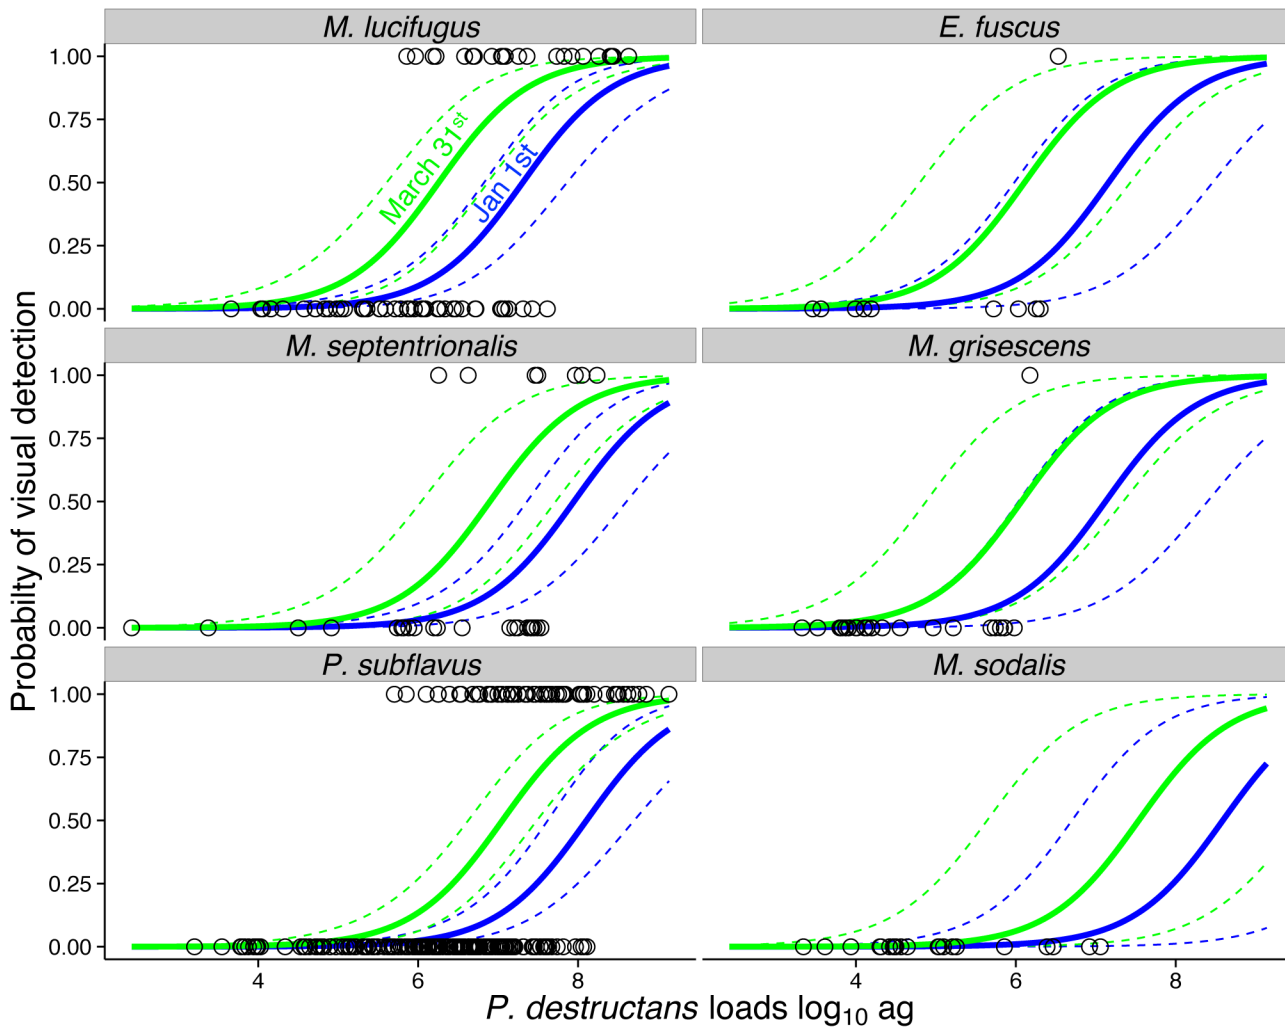 M. lucifugus
E. fuscus
1.00
0.75
0.50
0.25
0.00
March 31st
Jan 1st
M. septentrionalis
M. grisescens
1.00
0.75
0.50
0.25
0.00
P. subflavus
M. sodalis
1.00
0.75
0.50
0.25
0.00
4 6 8
4 6 8
Probabilty of visual detection
P. destructans loads log10 ag